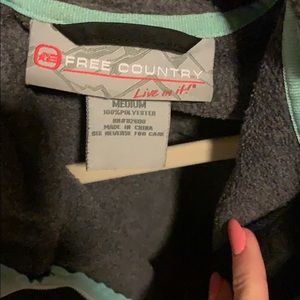 FREE COUNTRY
Live in it!®
MEDIUM
100%POLYESTER
MADE IN CHINA
SEE REVERSE FOR CARE